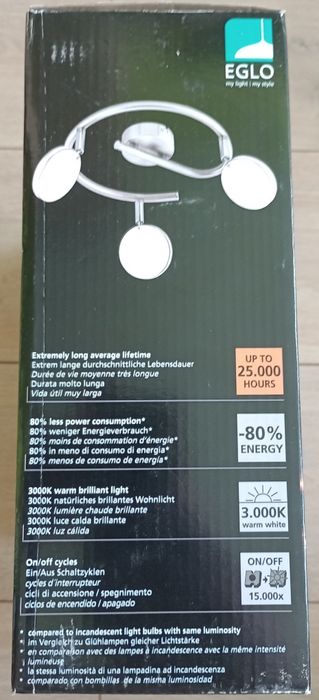 EGLO
my light | my style
Extremely long average lifetime
Extrem lange durchschnittliche Lebensdauer
Durée de vie moyenne très longue
Durata molto lunga
Vida útil muy larga
UP TO
25.000
HOURS
80% less power consumption*
80% weniger Energieverbrauch*
80% moins de consommation d'énergie*
80% in meno di consumo di energia*
80% menos de consumo de energía*
-80%
ENERGY
3000K warm brilliant light
3000K natürliches brillantes Wohnlicht
3000K lumière chaude brillante
3000K luce calda brillante
3000K luz cálida
3.000K
warm white
On/off cycles
Ein/Aus Schaltzyklen
cycles d'interrupteur
cicli di accensione / spegnimento
ciclos de encendido / apagado
ON/OFF
15.000x
* compared to incandescent light bulbs with same luminosity
* im Vergleich zu Glühlampen gleicher Lichtstärke
* en comparaison avec des lampes à incandescence avec la même intensité
lumineuse
* la stessa luminosità di una lampadina ad incandescenza
* comparado con bombillas de la misma luminosidad